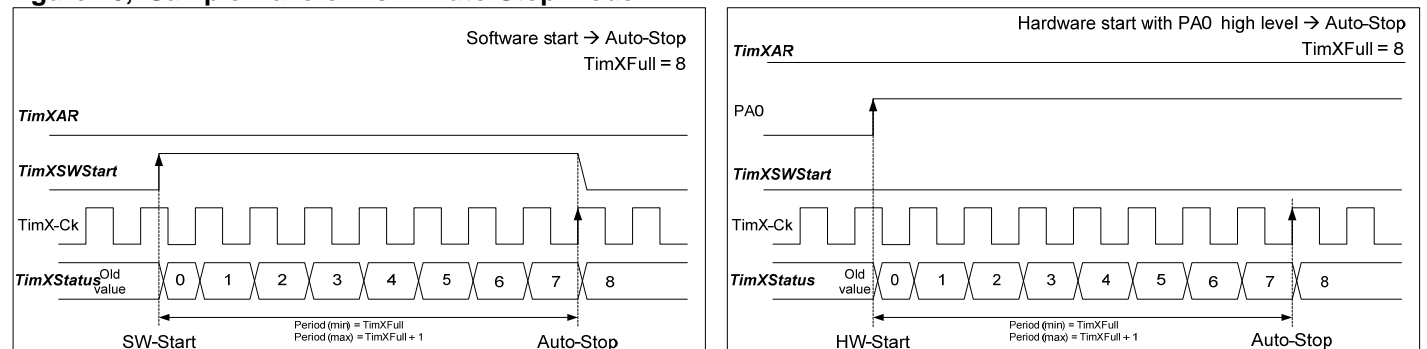 Software start → Auto-Stop
TimXFull = 8
TimXAR
TimXSWStart
TimX-Ck
TimXStatus
Old
value
0 1 2 3 4 5 6 7 8
Period (min) = TimXFull
Period (max) = TimXFull + 1
SW-Start
Auto-Stop
Hardware start with PA0 high level → Auto-Stop
TimXFull = 8
TimXAR
PA0
TimXSWStart
TimX-Ck
TimXStatus
Old
value
0 1 2 3 4 5 6 7 8
Period (min) = TimXFull
Period (max) = TimXFull + 1
HW-Start
Auto-Stop